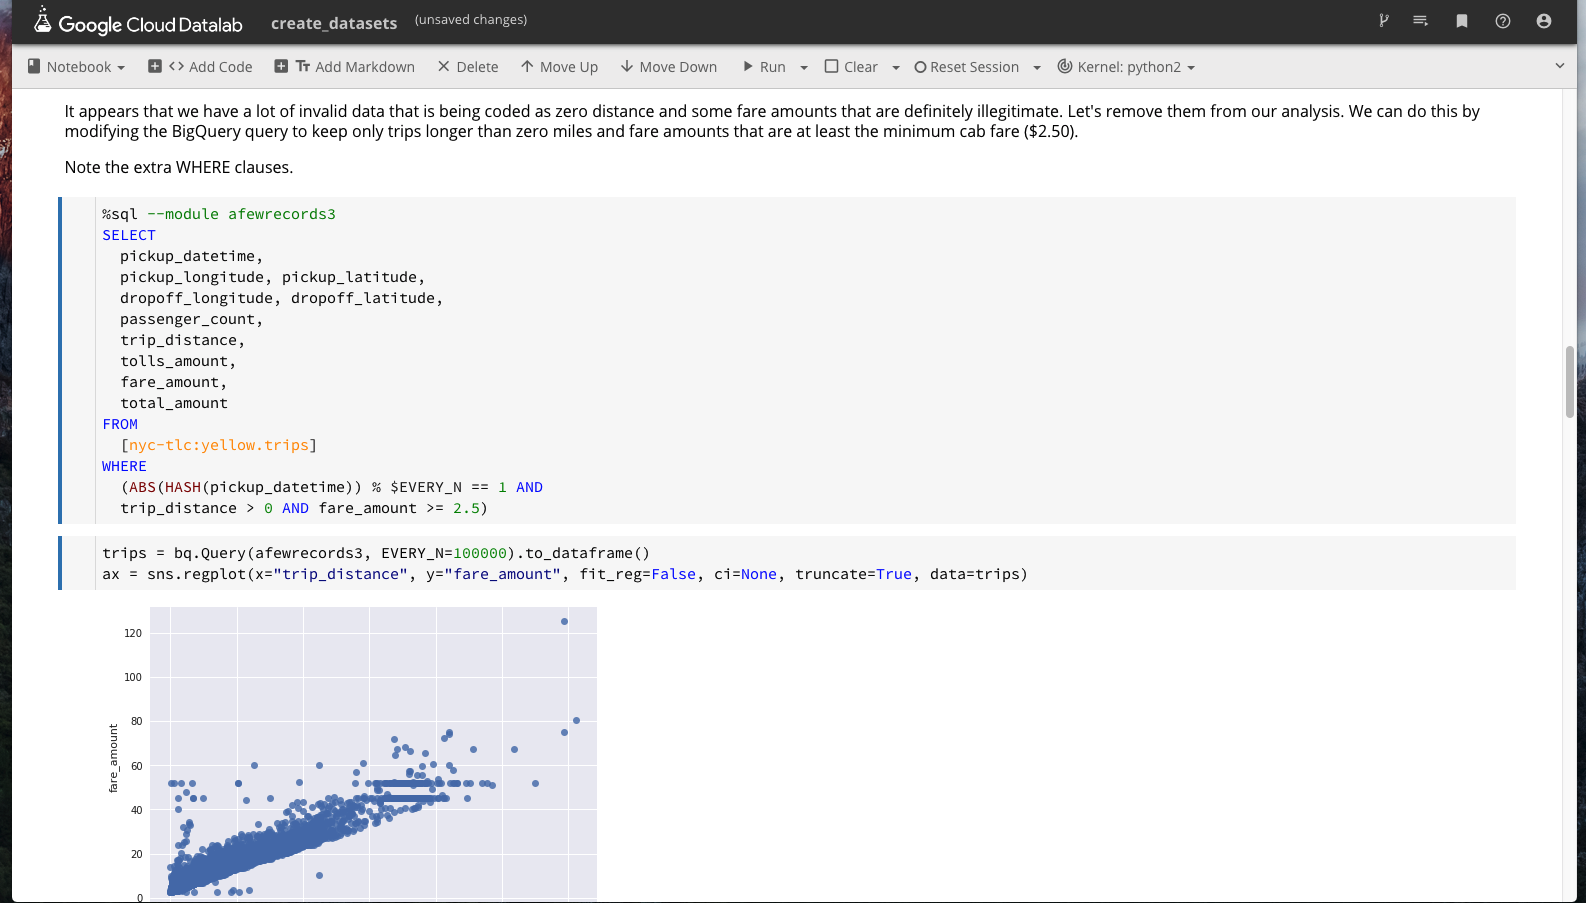 Google Cloud Datalab create_datasets (unsaved changes)
Notebook Add Code Tт Add Markdown Delete Move Up Move Down Run Clear Reset Session Kernel: python2
It appears that we have a lot of invalid data that is being coded as zero distance and some fare amounts that are definitely illegitimate. Let's remove them from our analysis. We can do this by
modifying the BigQuery query to keep only trips longer than zero miles and fare amounts that are at least the minimum cab fare ($2.50).
Note the extra WHERE clauses.
%sql --module afewrecords3
SELECT
  pickup_datetime,
  pickup_longitude, pickup_latitude,
  dropoff_longitude, dropoff_latitude,
  passenger_count,
  trip_distance,
  tolls_amount,
  fare_amount,
  total_amount
FROM
  [nyc-tlc:yellow.trips]
WHERE
  (ABS(HASH(pickup_datetime)) % $EVERY_N == 1 AND
  trip_distance > 0 AND fare_amount >= 2.5)
trips = bq.Query(afewrecords3, EVERY_N=100000).to_dataframe()
ax = sns.regplot(x="trip_distance", y="fare_amount", fit_reg=False, ci=None, truncate=True, data=trips)
120
100
80
fare_amount
60
40
20
0